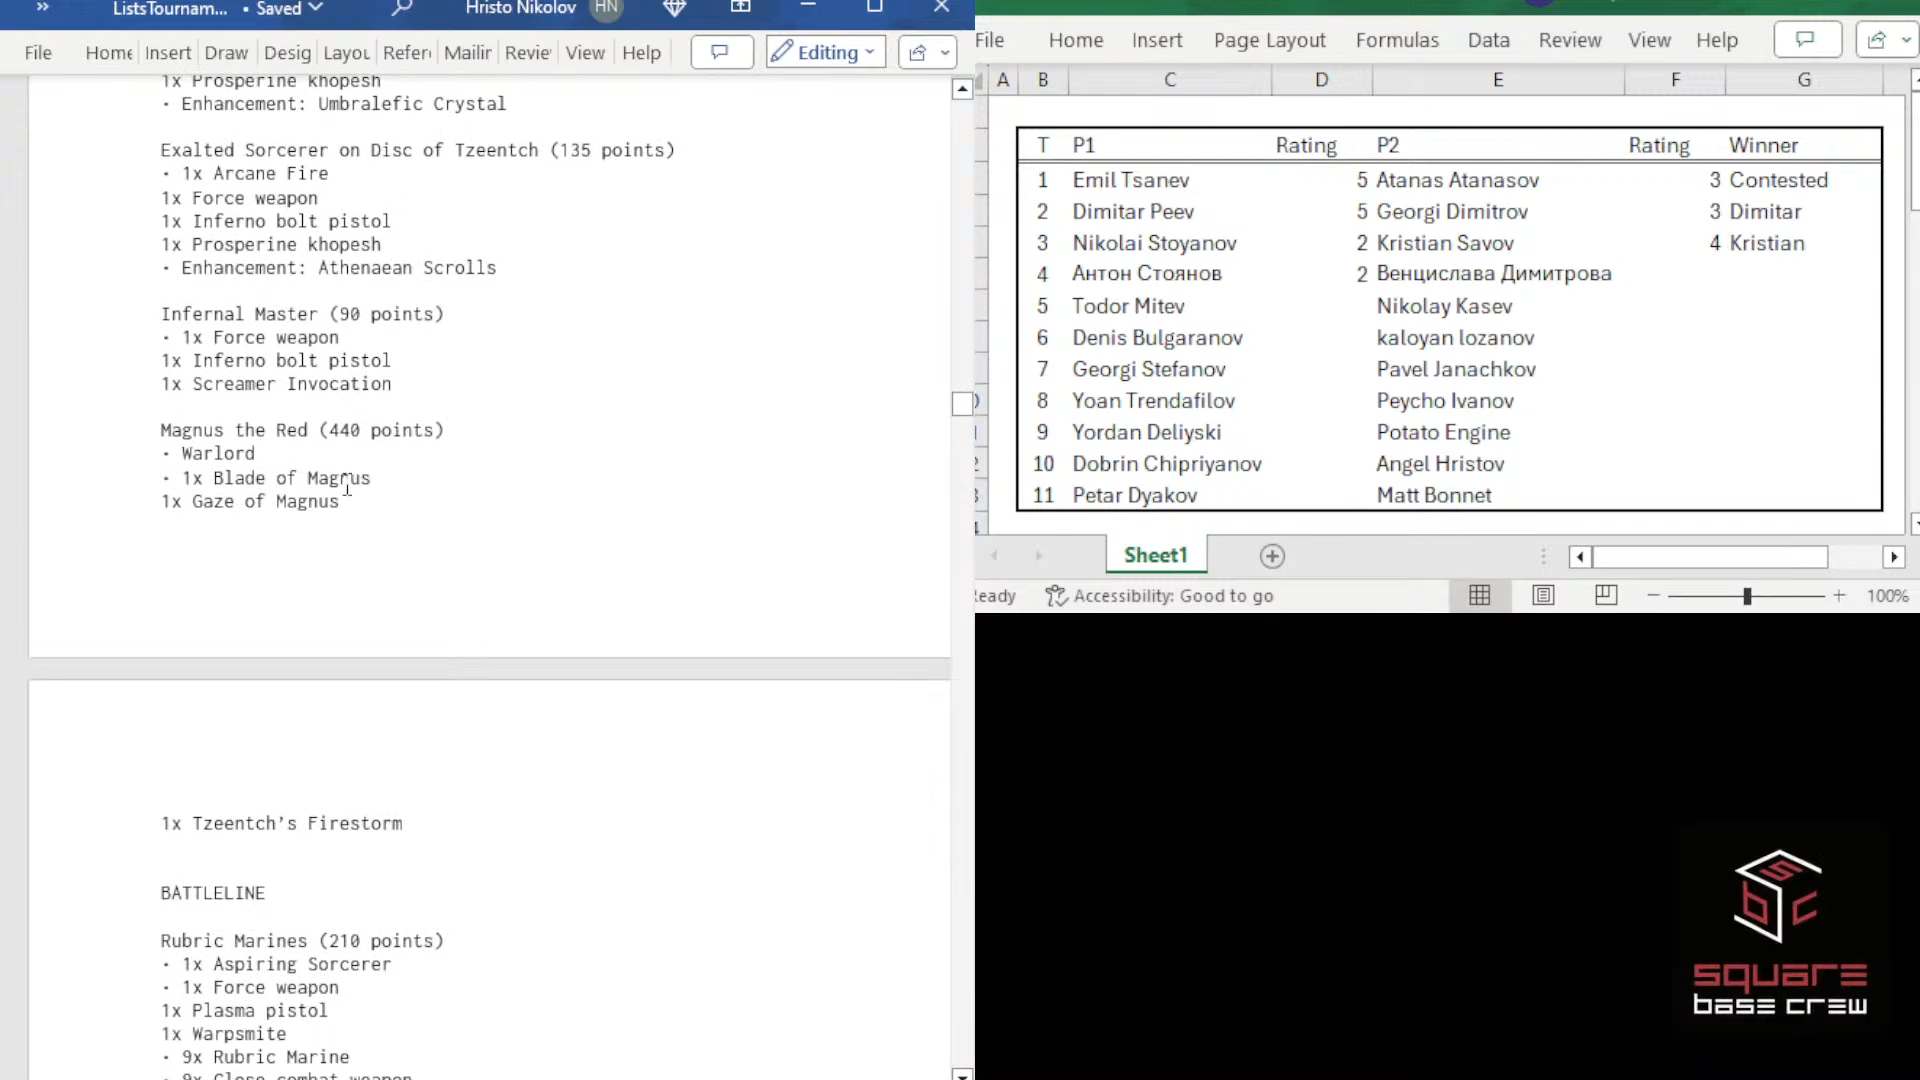 ListsTournam... • Saved
Hristo Nikolov HN
File Home Insert Draw Desig Layou Refer Mailin Revie View Help Editing
1x Prosperine khopesh
• Enhancement: Umbralefic Crystal
Exalted Sorcerer on Disc of Tzeentch (135 points)
• 1x Arcane Fire
1x Force weapon
1x Inferno bolt pistol
1x Prosperine khopesh
• Enhancement: Athenaean Scrolls
Infernal Master (90 points)
• 1x Force weapon
1x Inferno bolt pistol
1x Screamer Invocation
Magnus the Red (440 points)
• Warlord
• 1x Blade of Magnus
1x Gaze of Magnus
1x Tzeentch’s Firestorm
BATTLELINE
Rubric Marines (210 points)
• 1x Aspiring Sorcerer
• 1x Force weapon
1x Plasma pistol
1x Warpsmite
• 9x Rubric Marine
• 9x Close combat weapon
File Home Insert Page Layout Formulas Data Review View Help
A B C D E F G
T P1 Rating P2 Rating Winner
1 Emil Tsanev 5 Atanas Atanasov 3 Contested
2 Dimitar Peev 5 Georgi Dimitrov 3 Dimitar
3 Nikolai Stoyanov 2 Kristian Savov 4 Kristian
4 Антон Стоянов 2 Венцислава Димитрова
5 Todor Mitev Nikolay Kasev
6 Denis Bulgaranov kaloyan lozanov
7 Georgi Stefanov Pavel Janachkov
8 Yoan Trendafilov Peycho Ivanov
9 Yordan Deliyski Potato Engine
10 Dobrin Chipriyanov Angel Hristov
11 Petar Dyakov Matt Bonnet
Sheet1
eady Accessibility: Good to go 100%
sbc
square
base crew